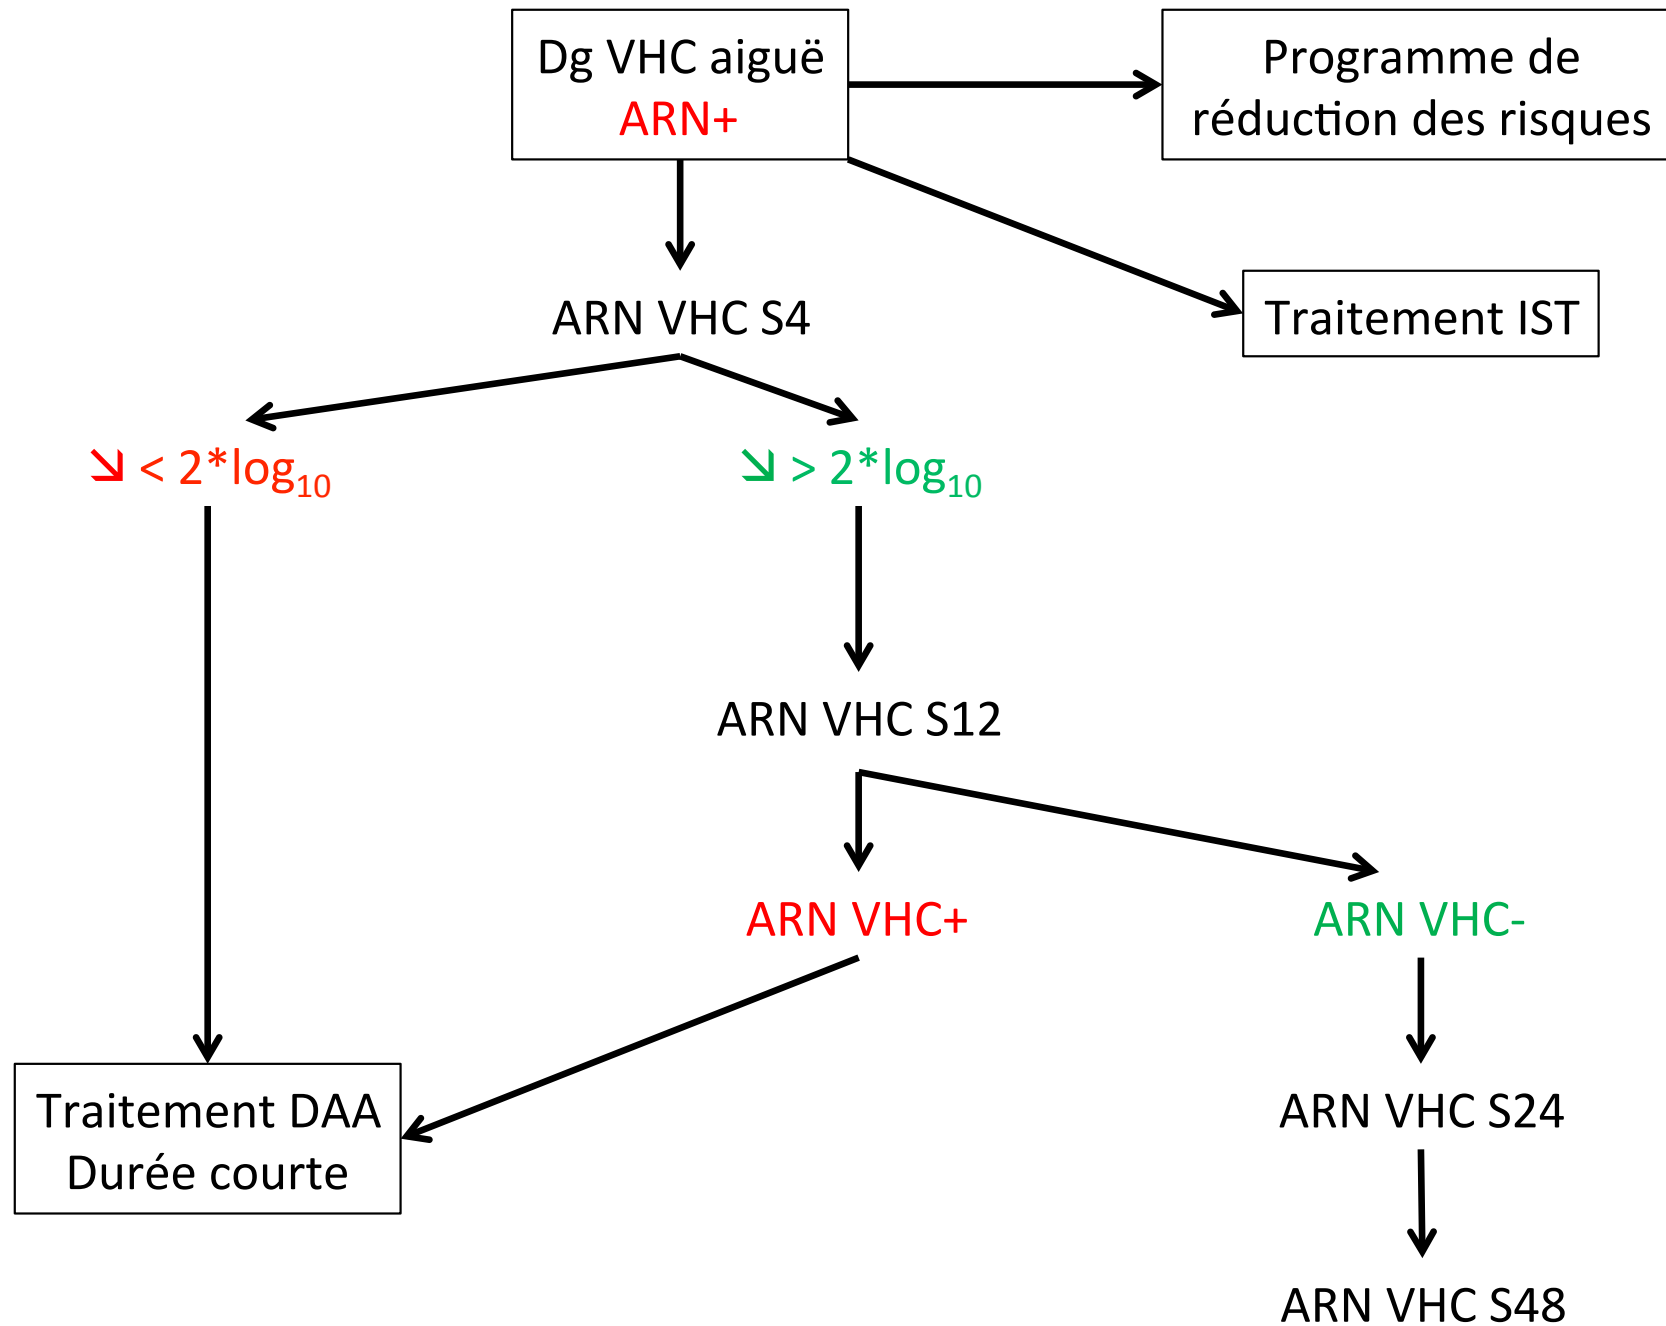 Dg VHC aiguë
ARN+
Programme de
réduction des risques
ARN VHC S4
Traitement IST
↘ < 2*log₁₀
↘ > 2*log₁₀
ARN VHC S12
ARN VHC+
ARN VHC-
Traitement DAA
Durée courte
ARN VHC S24
ARN VHC S48